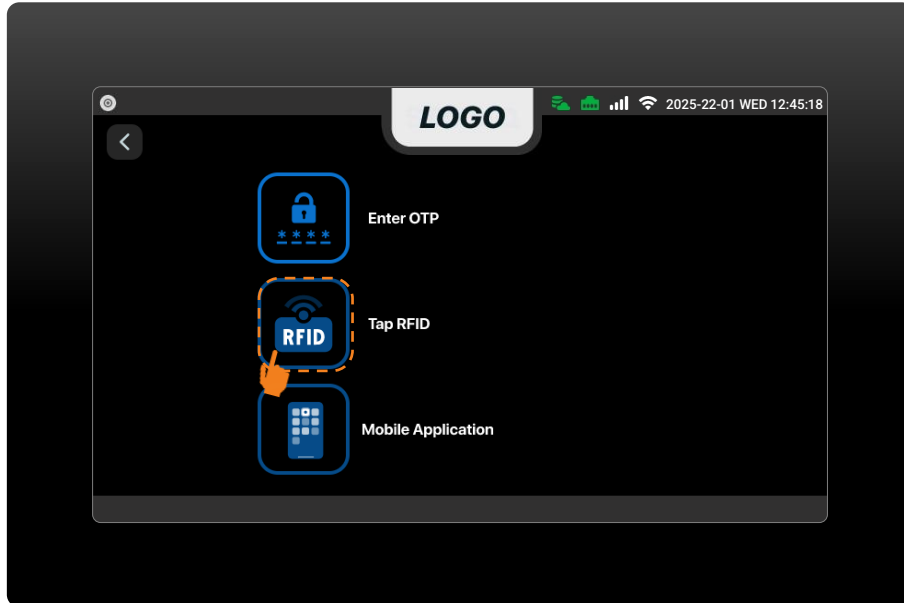 LOGO
2025-22-01 WED 12:45:18
Enter OTP
* * * *
RFID
Tap RFID
Mobile Application